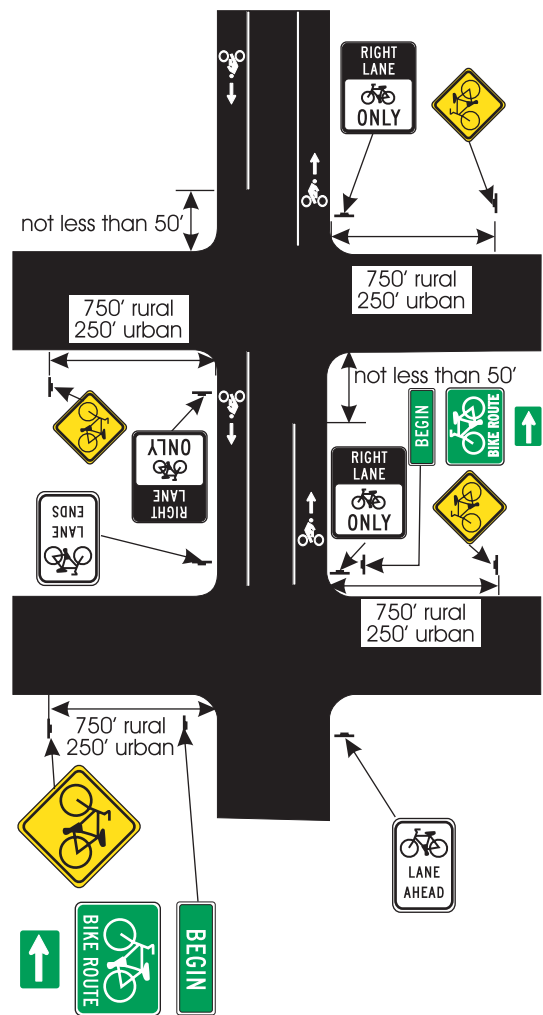 RIGHT
LANE
ONLY
not less than 50'
750' rural
250' urban
750' rural
250' urban
not less than 50'
BEGIN
BIKE ROUTE
RIGHT
LANE
ONLY
RIGHT
LANE
ONLY
LANE
ENDS
750' rural
250' urban
750' rural
250' urban
LANE
AHEAD
BIKE ROUTE
BEGIN